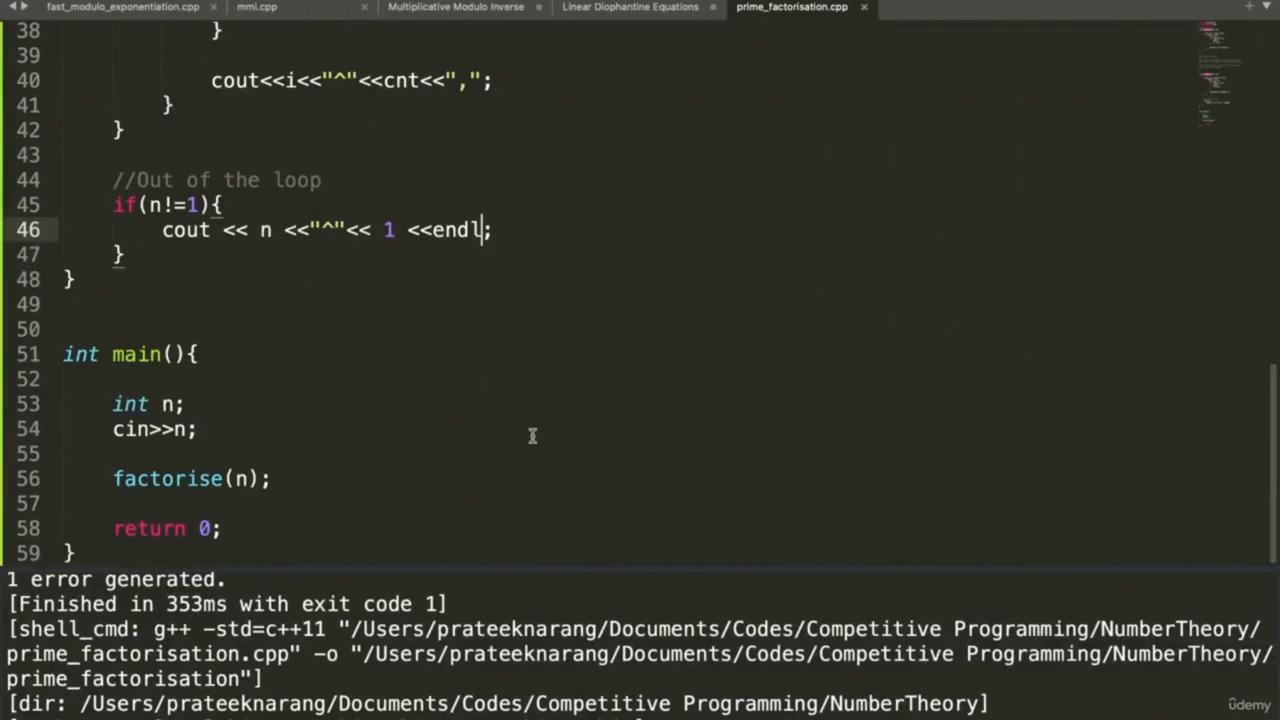 fast_modulo_exponentiation.cpp × mmi.cpp × Multiplicative Modulo Inverse Linear Diophantine Equations prime_factorisation.cpp ×
38 }
39
40 cout<<i<<"^"<<cnt<<",";
41 }
42 }
43
44 //Out of the loop
45 if(n!=1){
46 cout << n <<"^"<< 1 <<endl;
47 }
48 }
49
50
51 int main(){
52
53 int n;
54 cin>>n;
55
56 factorise(n);
57
58 return 0;
59 }
1 error generated.
[Finished in 353ms with exit code 1]
[shell_cmd: g++ -std=c++11 "/Users/prateeknarang/Documents/Codes/Competitive Programming/NumberTheory/
prime_factorisation.cpp" -o "/Users/prateeknarang/Documents/Codes/Competitive Programming/NumberTheory/
prime_factorisation"]
[dir: /Users/prateeknarang/Documents/Codes/Competitive Programming/NumberTheory]
ûdemy